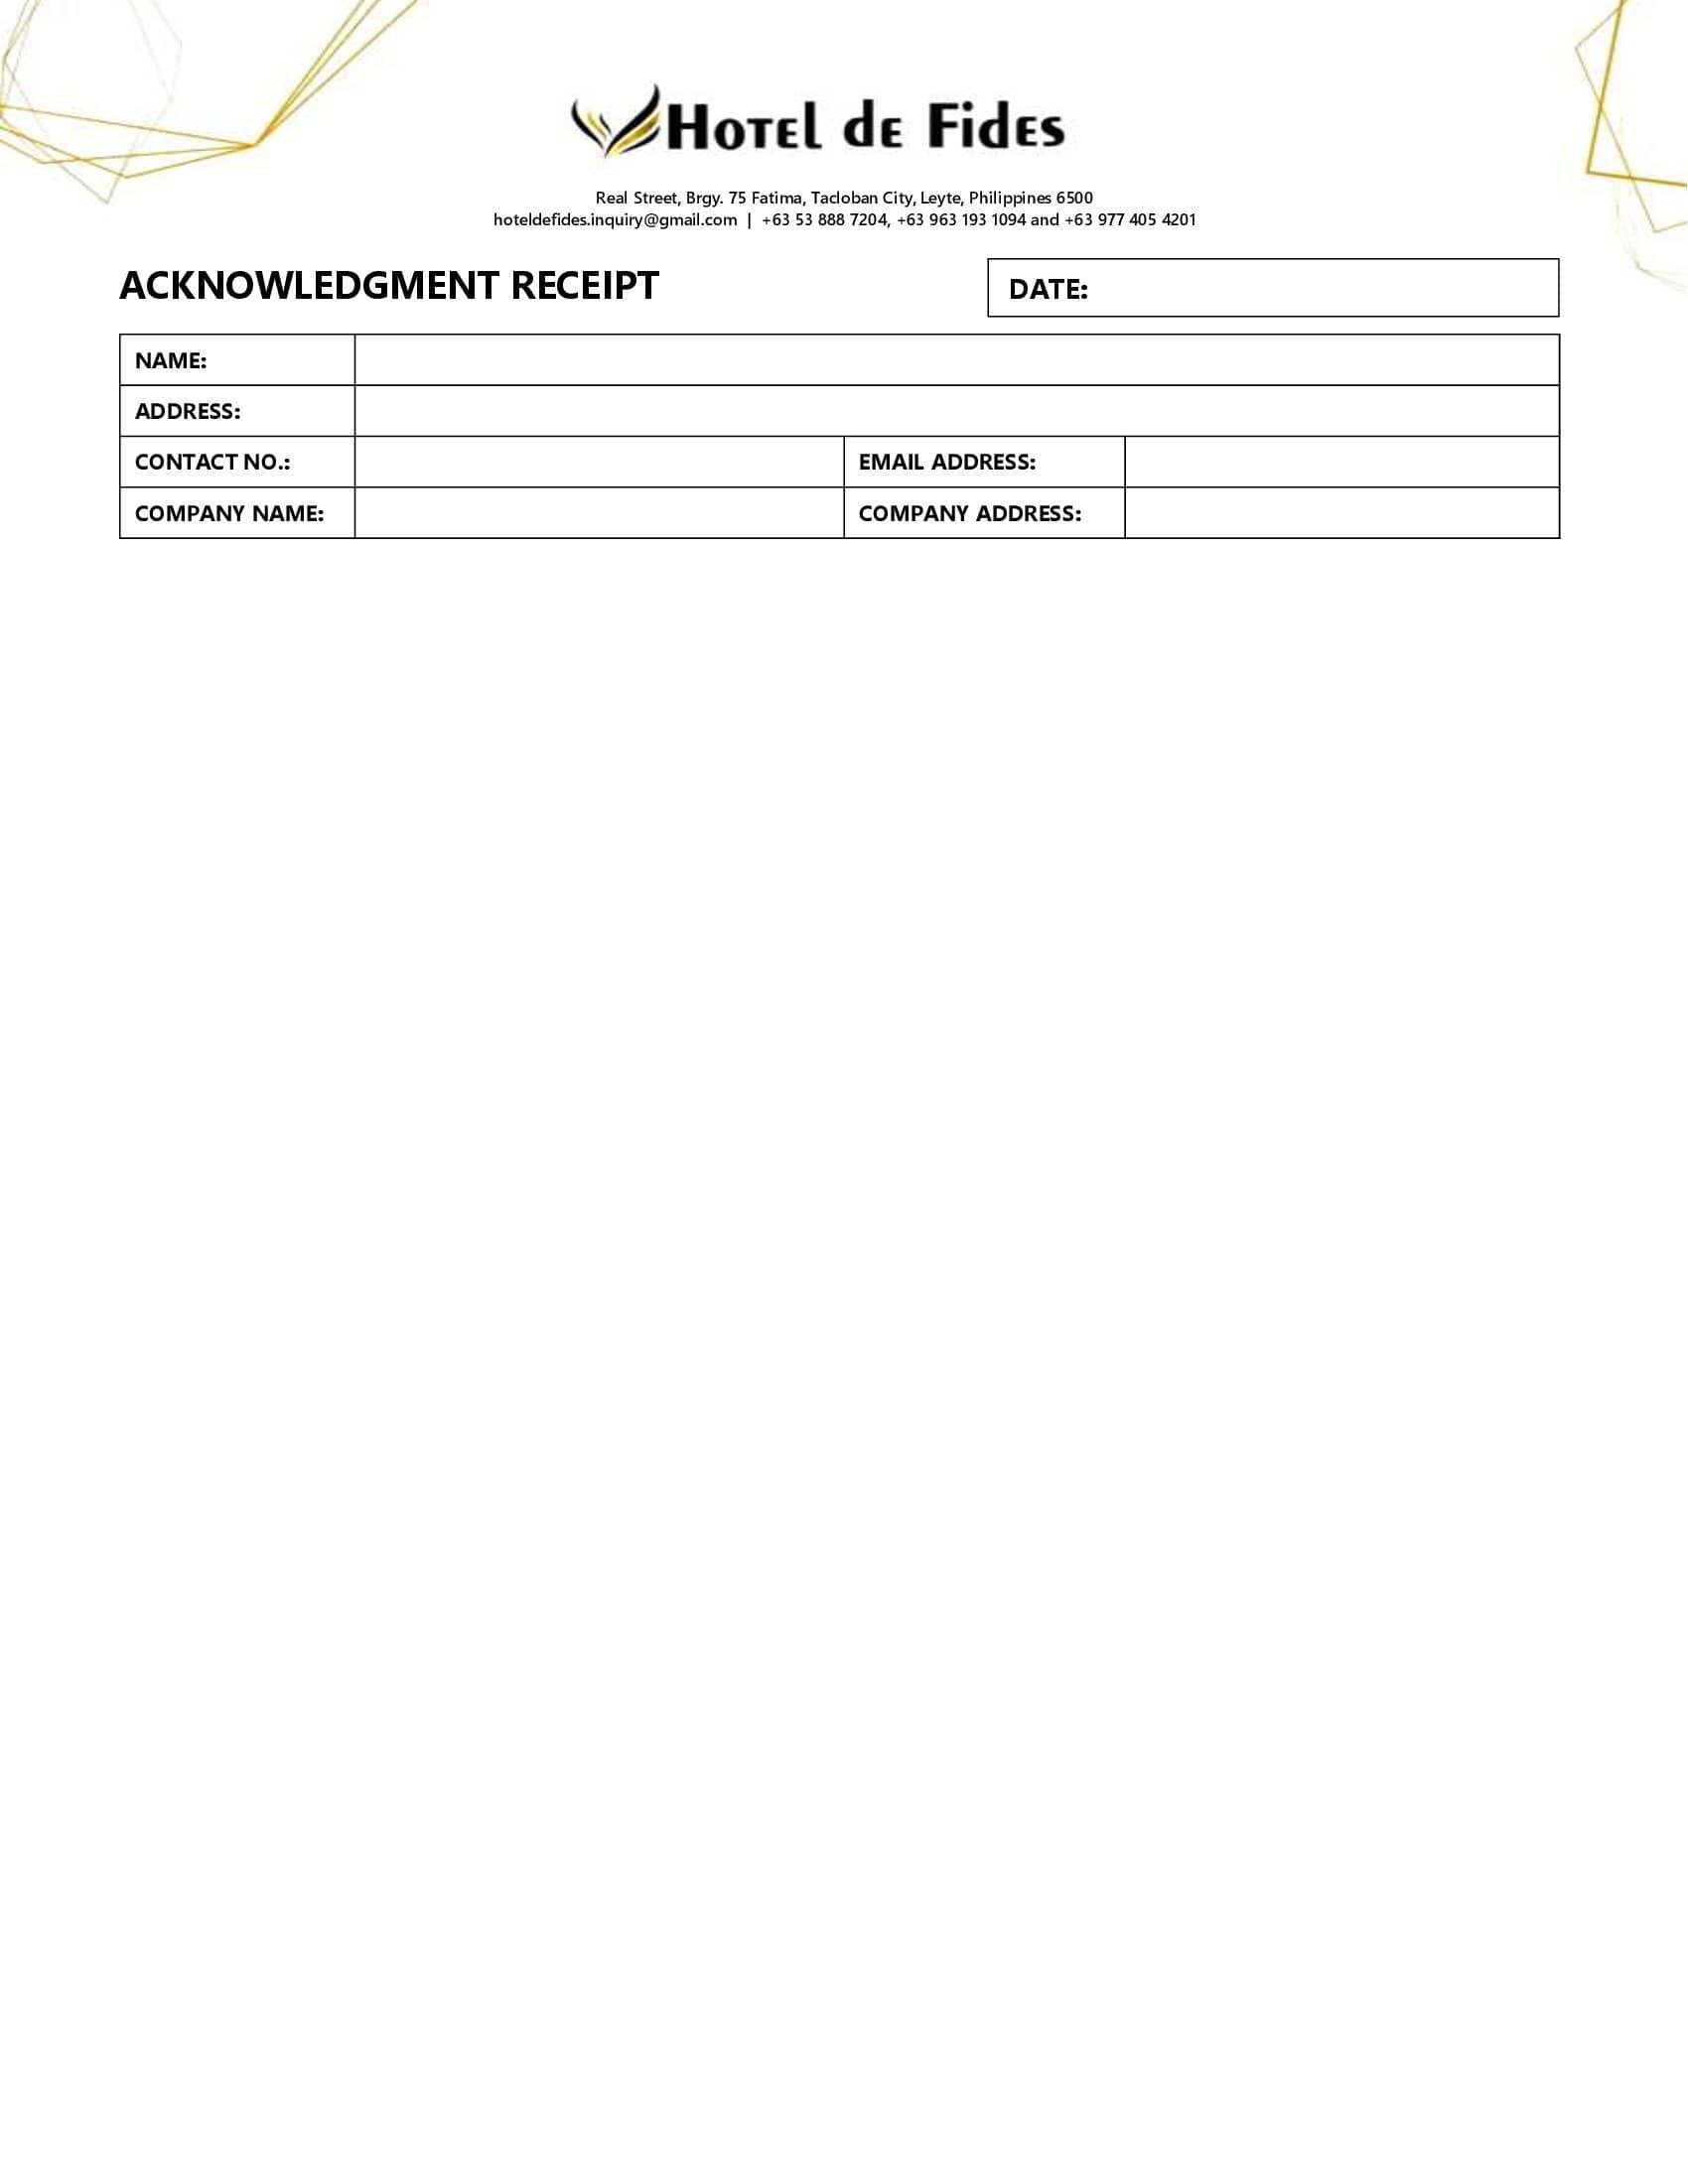 Hotel de Fides
Real Street, Brgy. 75 Fatima, Tacloban City, Leyte, Philippines 6500
hoteldefides.inquiry@gmail.com | +63 53 888 7204, +63 963 193 1094 and +63 977 405 4201
ACKNOWLEDGMENT RECEIPT
DATE:
NAME:
ADDRESS:
CONTACT NO.:
EMAIL ADDRESS:
COMPANY NAME:
COMPANY ADDRESS: